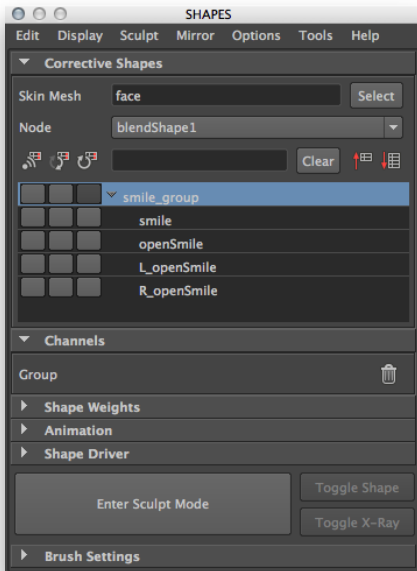 SHAPES
Edit Display Sculpt Mirror Options Tools Help
Corrective Shapes
Skin Mesh face Select
Node blendShape1
Clear
smile_group
smile
openSmile
L_openSmile
R_openSmile
Channels
Group
Shape Weights
Animation
Shape Driver
Enter Sculpt Mode Toggle Shape
Toggle X-Ray
Brush Settings